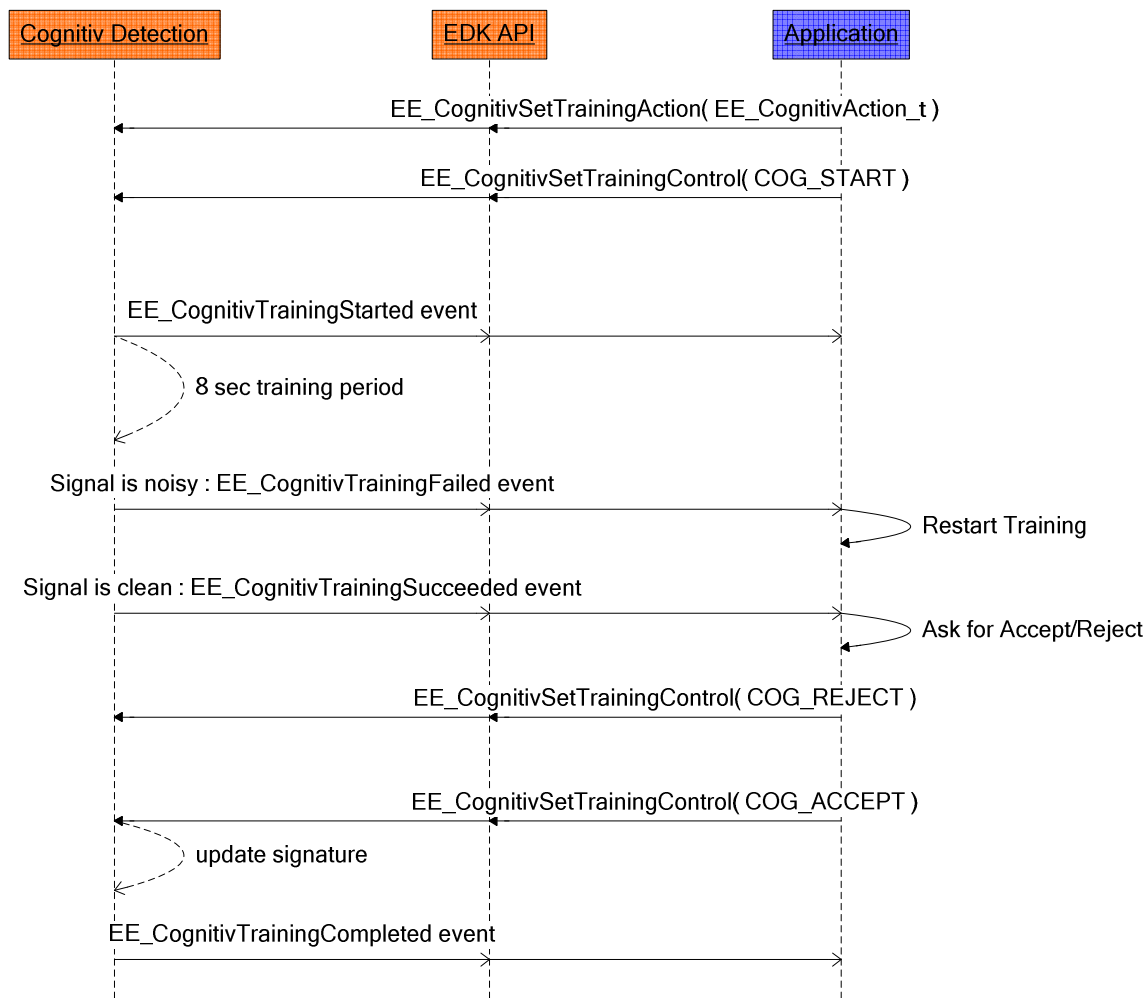 Cognitiv Detection
EDK API
Application
EE_CognitivSetTrainingAction( EE_CognitivAction_t )
EE_CognitivSetTrainingControl( COG_START )
EE_CognitivTrainingStarted event
8 sec training period
Signal is noisy : EE_CognitivTrainingFailed event
Restart Training
Signal is clean : EE_CognitivTrainingSucceeded event
Ask for Accept/Reject
EE_CognitivSetTrainingControl( COG_REJECT )
EE_CognitivSetTrainingControl( COG_ACCEPT )
update signature
EE_CognitivTrainingCompleted event